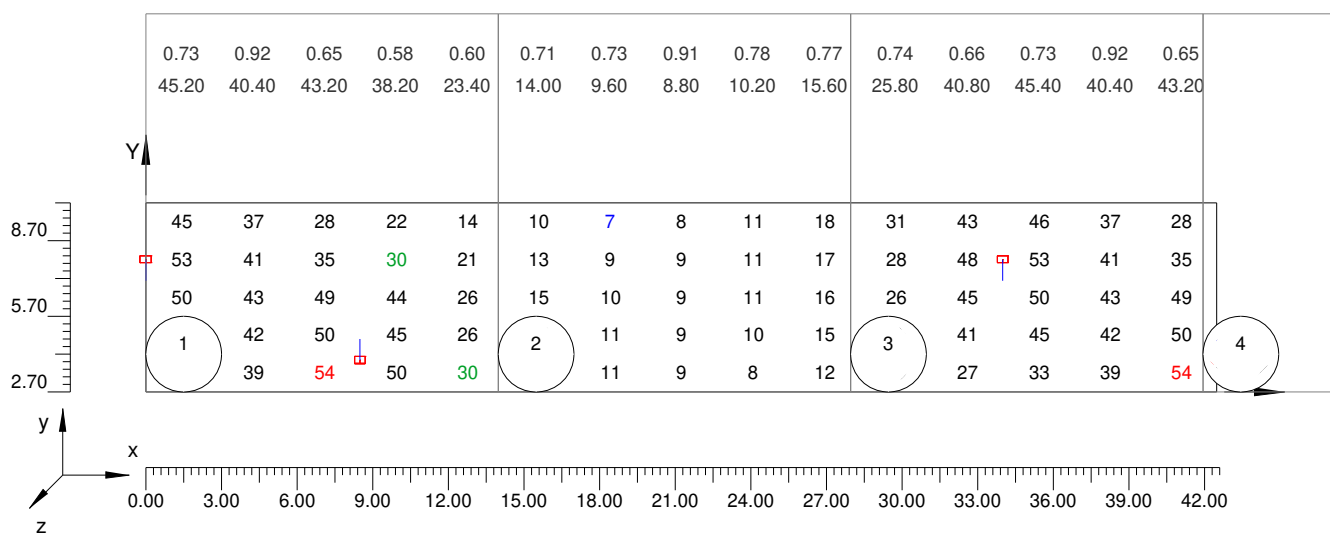 0.73 0.92 0.65 0.58 0.60 0.71 0.73 0.91 0.78 0.77 0.74 0.66 0.73 0.92 0.65
45.20 40.40 43.20 38.20 23.40 14.00 9.60 8.80 10.20 15.60 25.80 40.80 45.40 40.40 43.20
Y
45 37 28 22 14 10 7 8 11 18 31 43 46 37 28
8.70
53 41 35 30 21 13 9 9 11 17 28 48 53 41 35
50 43 49 44 26 15 10 9 11 16 26 45 50 43 49
5.70
1 42 50 45 26 2 11 9 10 15 3 41 45 42 50 4
39 54 50 30 11 9 8 12 27 33 39 54
2.70
y
x
z
0.00 3.00 6.00 9.00 12.00 15.00 18.00 21.00 24.00 27.00 30.00 33.00 36.00 39.00 42.00